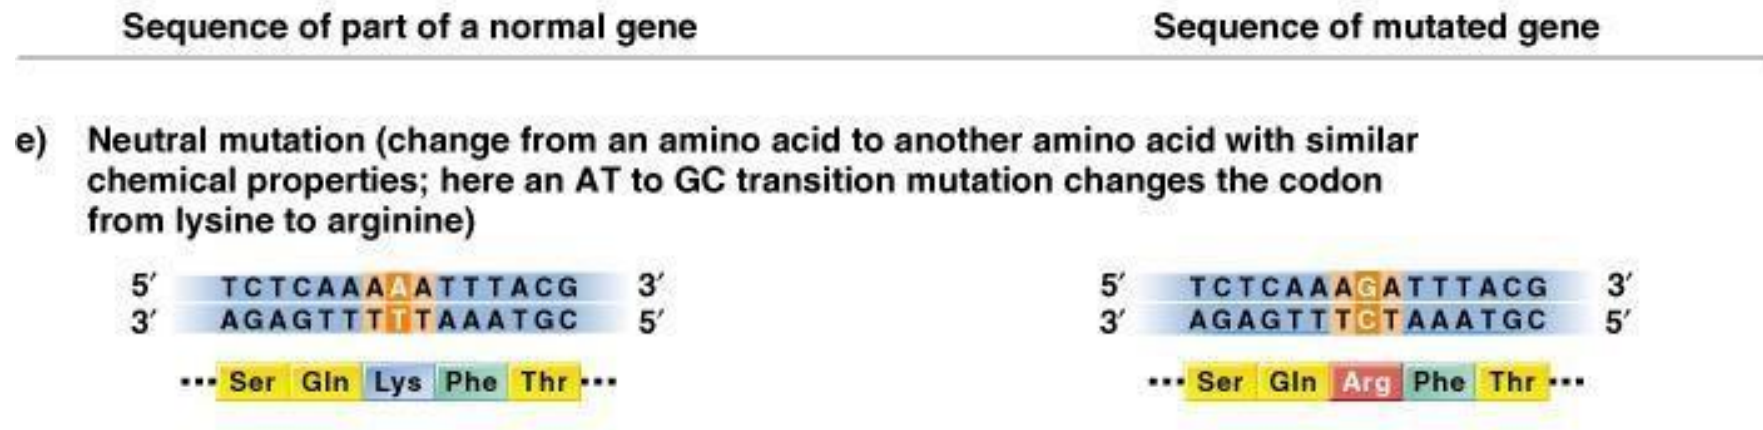 Sequence of part of a normal gene Sequence of mutated gene
e) Neutral mutation (change from an amino acid to another amino acid with similar
chemical properties; here an AT to GC transition mutation changes the codon
from lysine to arginine)
5′ TCTCAAAAATTTACG 3′ 5′ TCTCAAAGATTTACG 3′
3′ AGAGTTTTTAAATGC 5′ 3′ AGAGTTTCTAAATGC 5′
··· Ser Gln Lys Phe Thr ··· ··· Ser Gln Arg Phe Thr ···